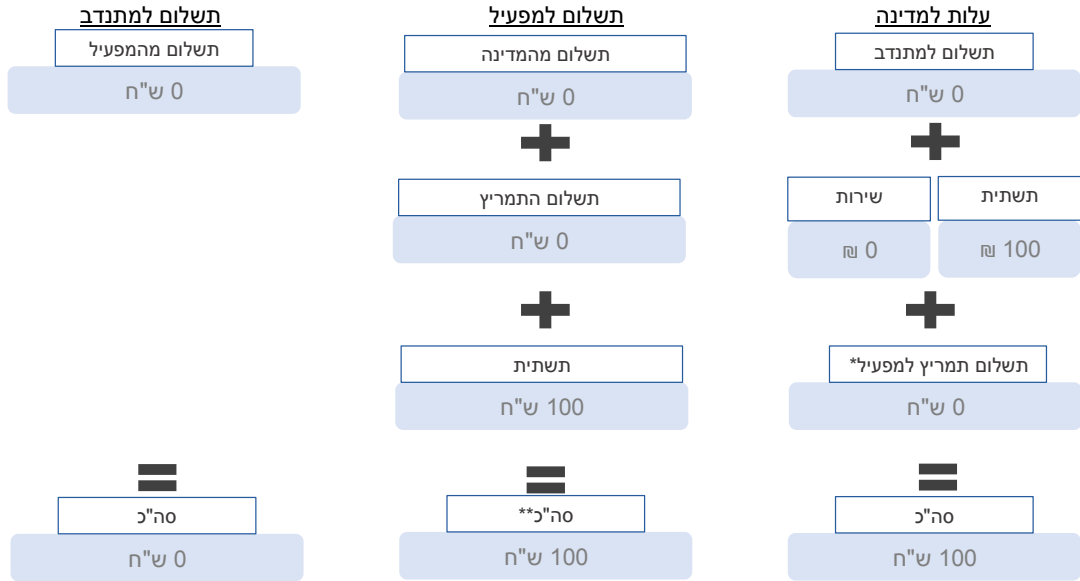 עלות למדינה
תשלום למתנדב
0 ש"ח
תשתית
שירות
100 ₪
0 ₪
תשלום תמריץ למפעיל*
0 ש"ח
סה"כ
100 ש"ח
תשלום למפעיל
תשלום מהמדינה
0 ש"ח
תשלום התמריץ
0 ש"ח
תשתית
100 ש"ח
סה"כ**
100 ש"ח
תשלום למתנדב
תשלום מהמפעיל
0 ש"ח
סה"כ
0 ש"ח